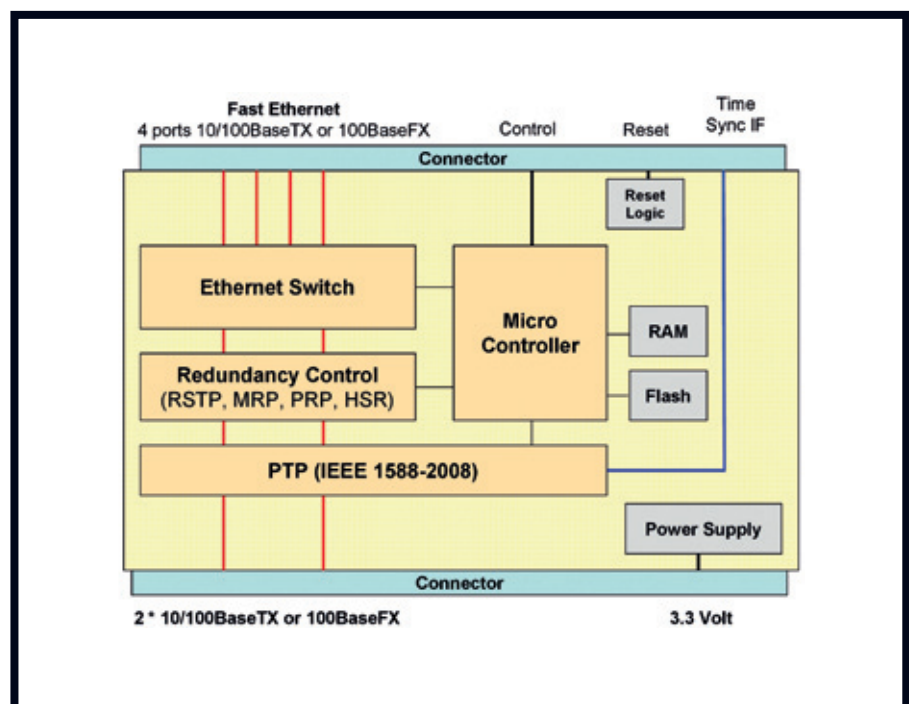 Fast Ethernet
4 ports 10/100BaseTX or 100BaseFX
Control
Reset
Time
Sync IF
Connector
Reset
Logic
Ethernet Switch
Micro
Controller
RAM
Redundancy Control
(RSTP, MRP, PRP, HSR)
Flash
PTP (IEEE 1588-2008)
Power Supply
Connector
2 * 10/100BaseTX or 100BaseFX
3.3 Volt